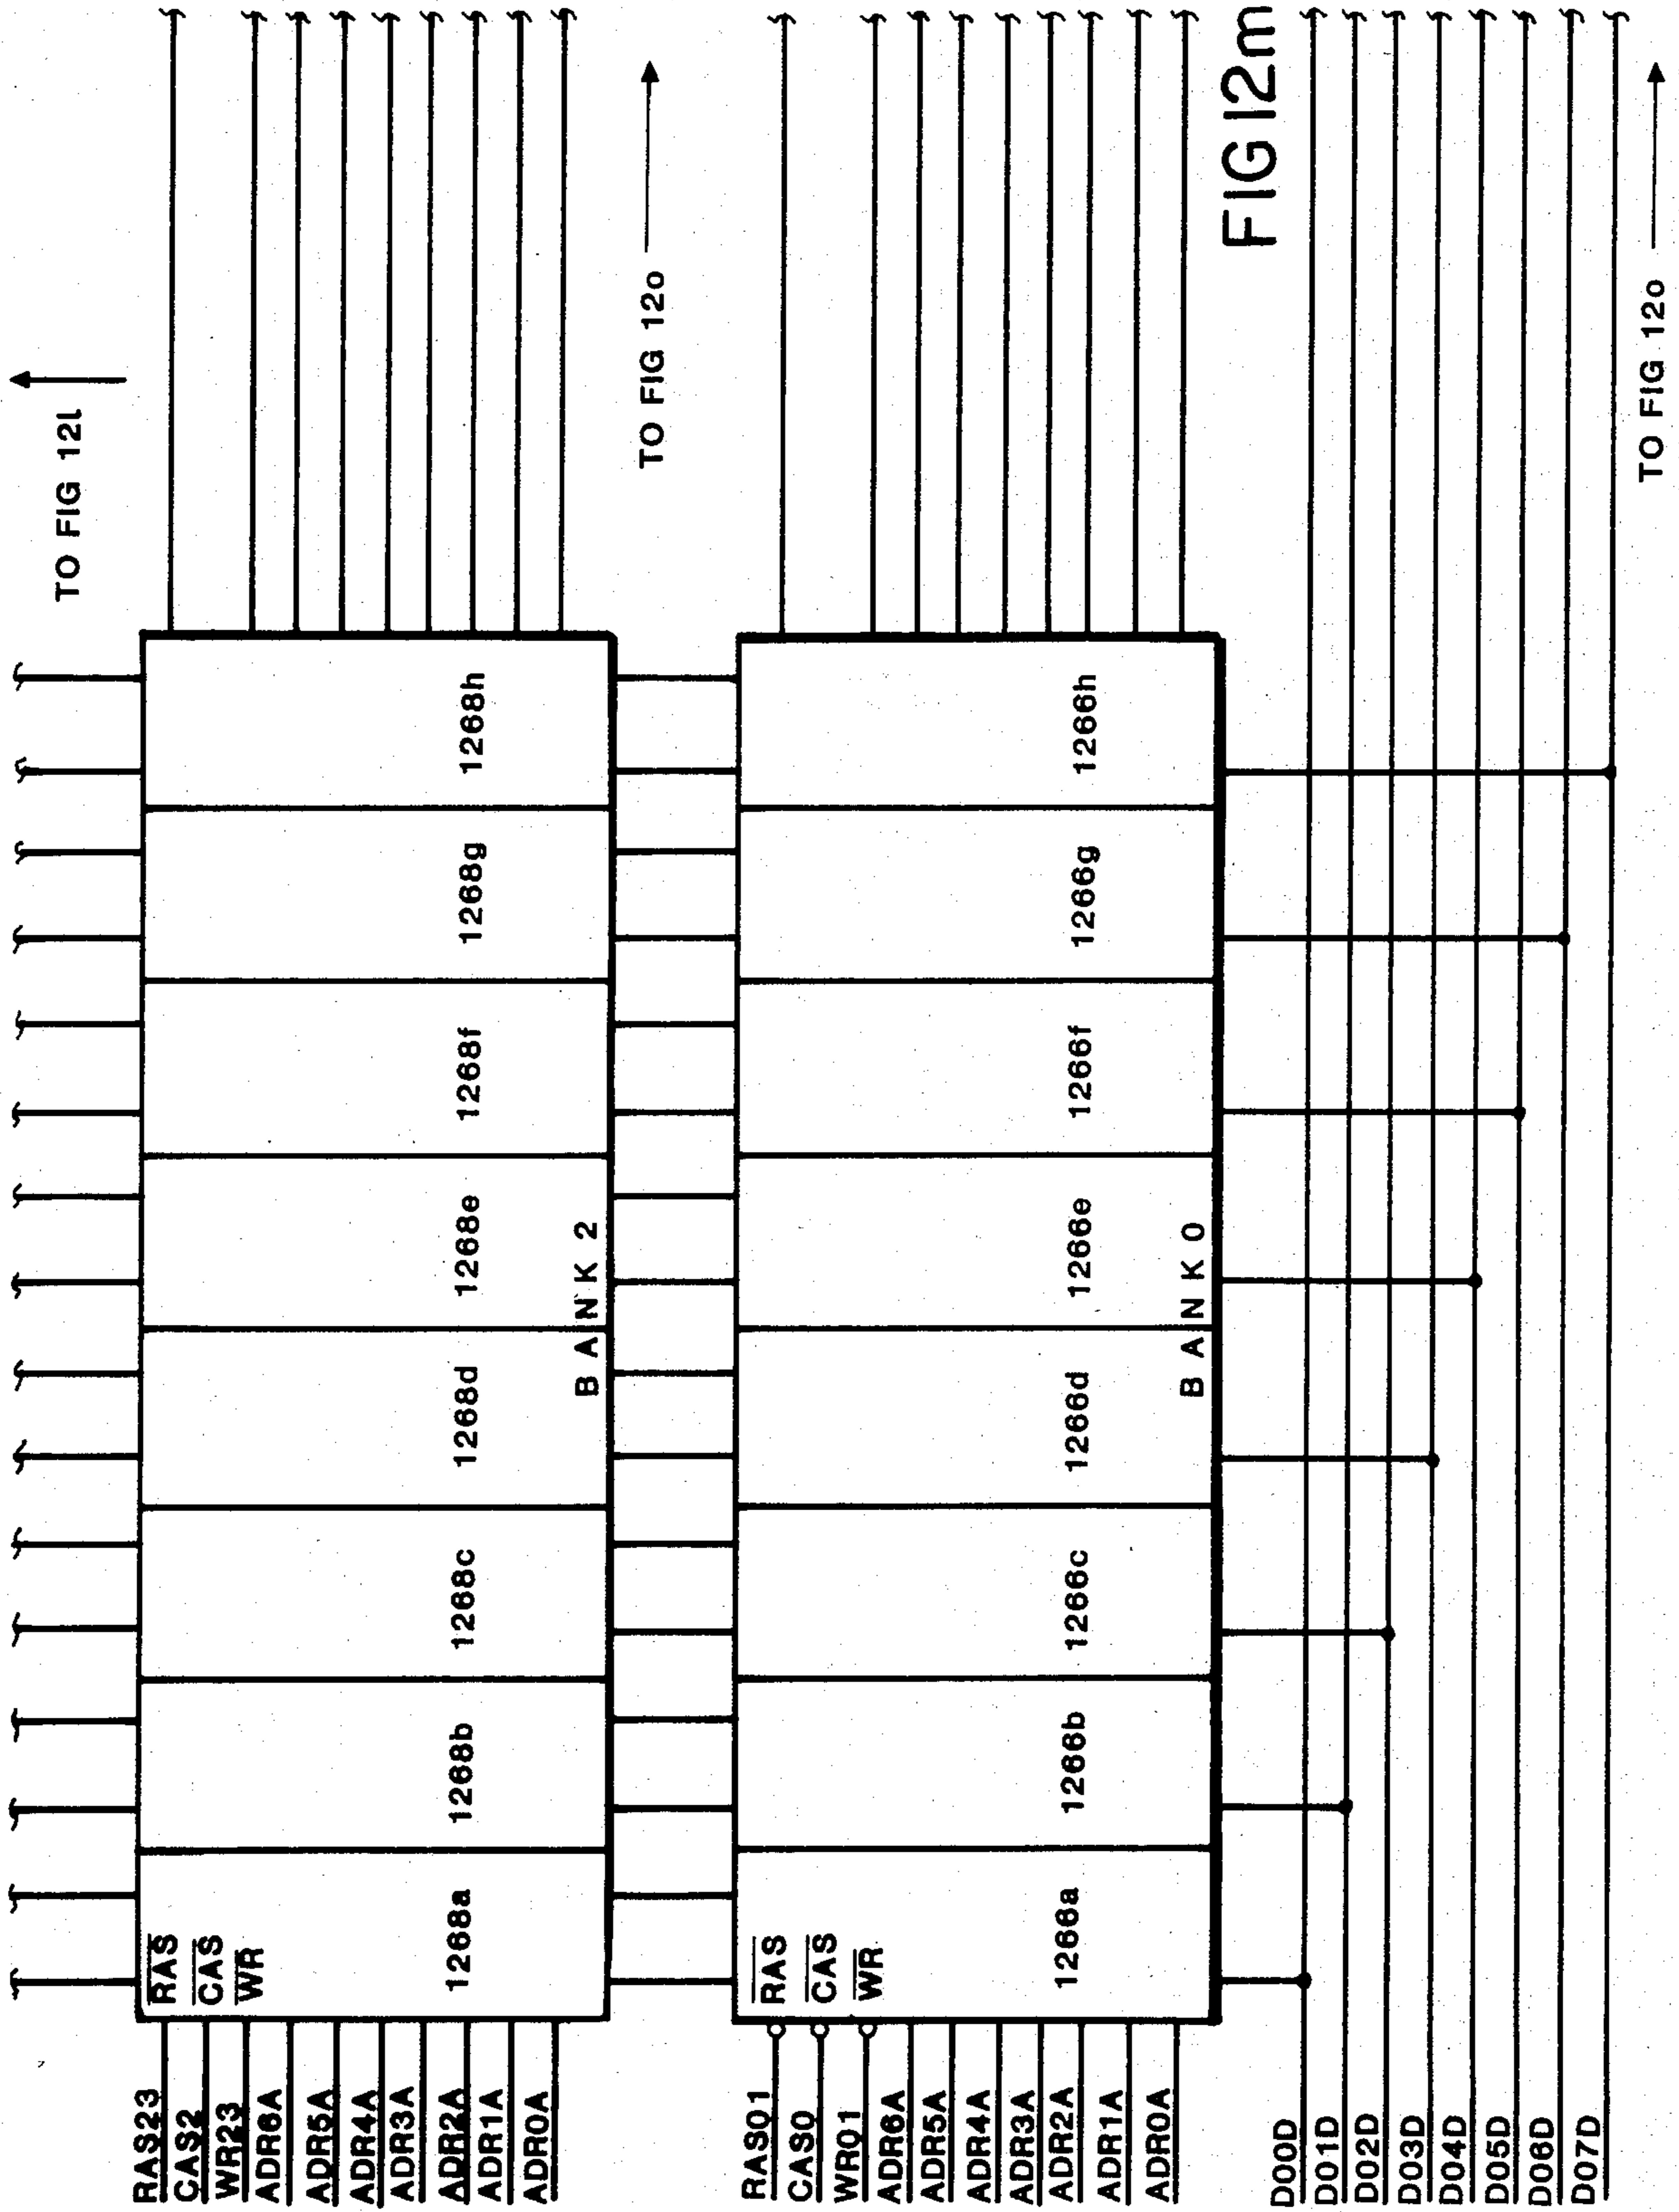 TO FIG 12l
RAS23
CAS2
WR23
ADR6A
ADR5A
ADR4A
ADR3A
ADR2A
ADR1A
ADR0A
RAS
CAS
WR
1268a 1268b 1268c 1268d 1268e 1268f 1268g 1268h
BANK 2
TO FIG 12o
RAS01
CAS0
WR01
ADR6A
ADR5A
ADR4A
ADR3A
ADR2A
ADR1A
ADR0A
RAS
CAS
WR
1266a 1266b 1266c 1266d 1266e 1266f 1266g 1266h
BANK 0
FIG 12m
D00D
D01D
D02D
D03D
D04D
D05D
D06D
D07D
TO FIG 12o